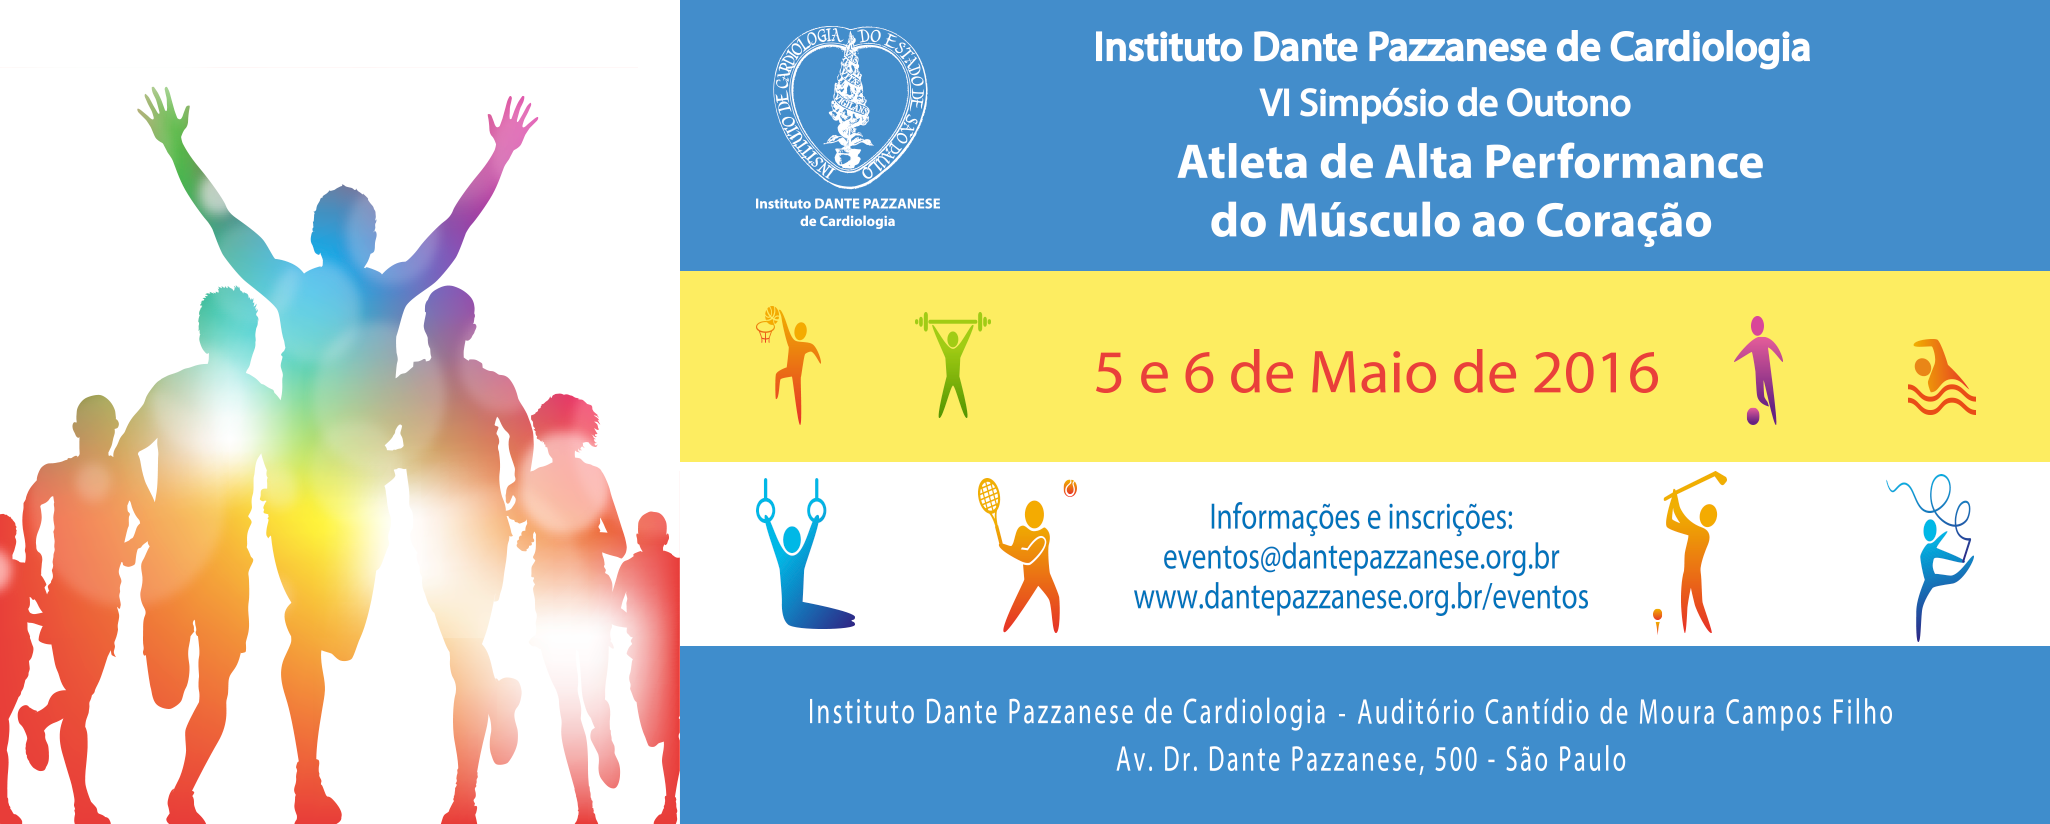 INSTITUTO DE CARDIOLOGIA DO ESTADO DE SÃO PAULO
Instituto DANTE PAZZANESE
de Cardiologia
Instituto Dante Pazzanese de Cardiologia
VI Simpósio de Outono
Atleta de Alta Performance
do Músculo ao Coração
5 e 6 de Maio de 2016
Informações e inscrições:
eventos@dantepazzanese.org.br
www.dantepazzanese.org.br/eventos
Instituto Dante Pazzanese de Cardiologia - Auditório Cantídio de Moura Campos Filho
Av. Dr. Dante Pazzanese, 500 - São Paulo